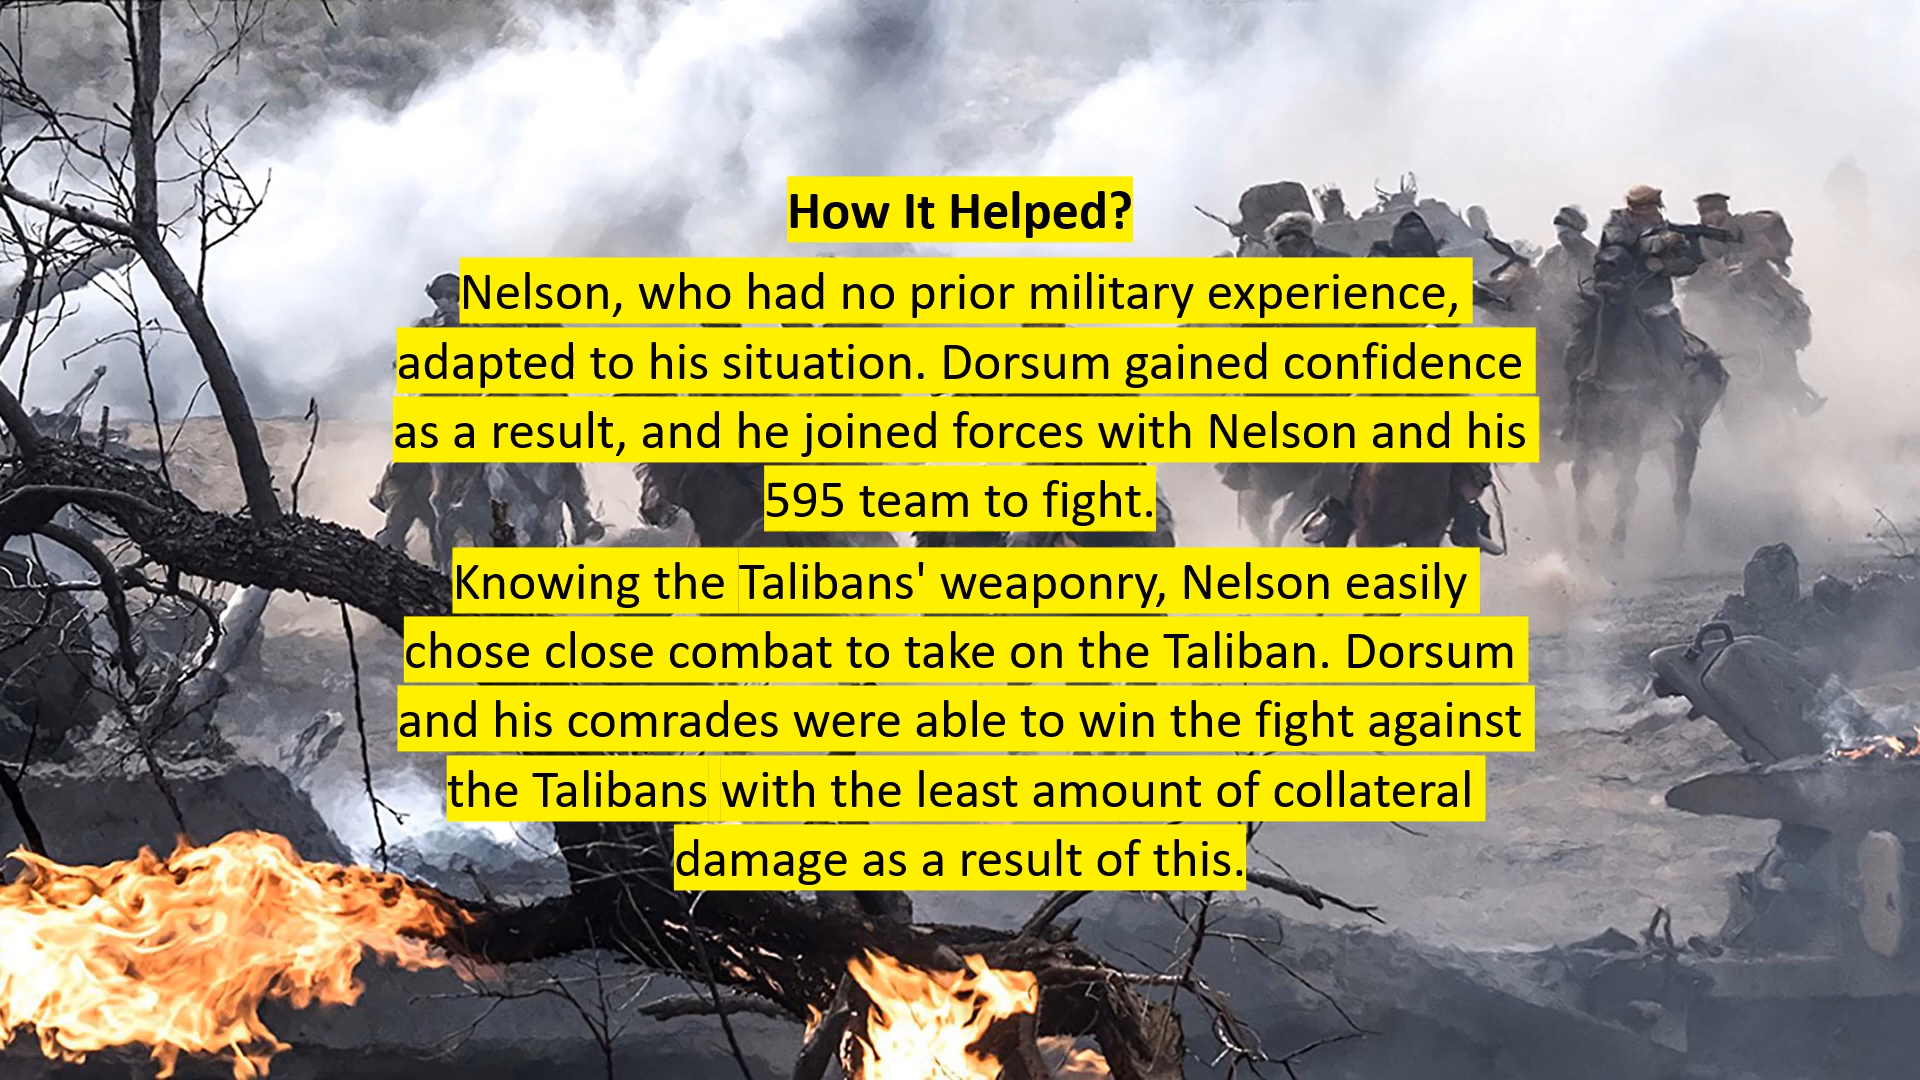 How It Helped?
Nelson, who had no prior military experience,
adapted to his situation. Dorsum gained confidence
as a result, and he joined forces with Nelson and his
595 team to fight.
Knowing the Talibans' weaponry, Nelson easily
chose close combat to take on the Taliban. Dorsum
and his comrades were able to win the fight against
the Talibans with the least amount of collateral
damage as a result of this.